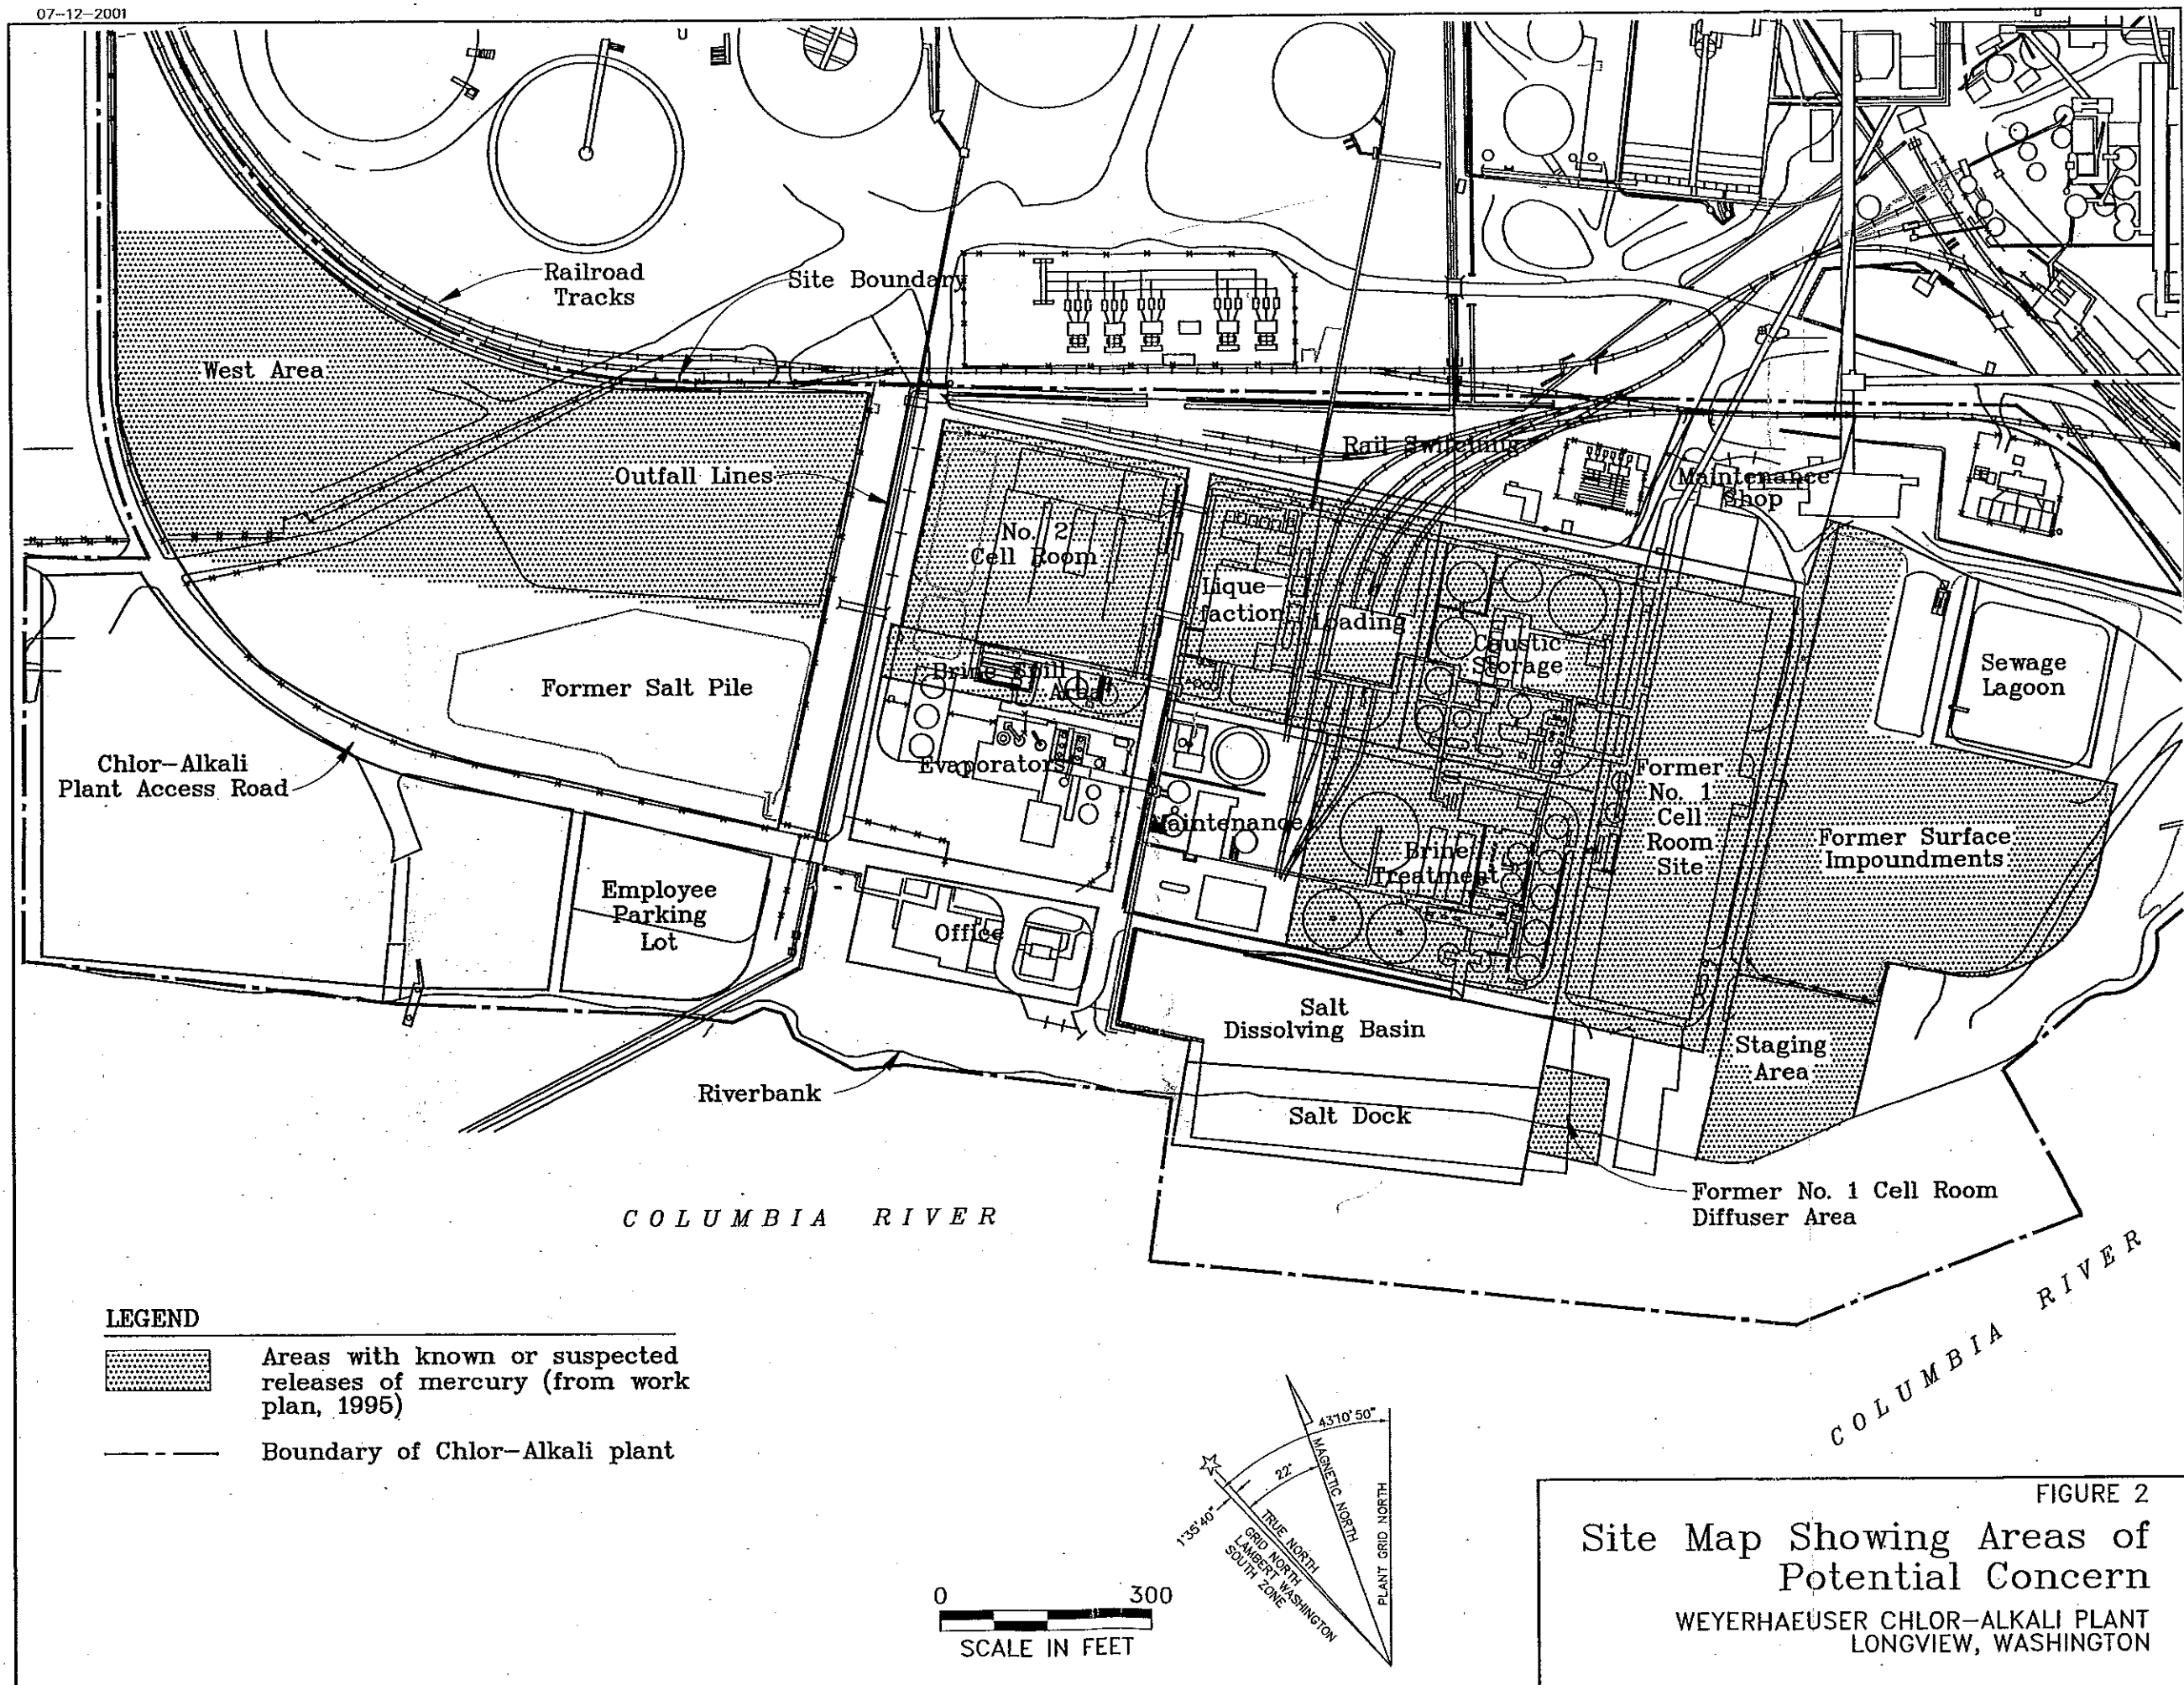 07-12-2001
Railroad
Tracks
Site Boundary
West Area
Outfall Lines
Rail Switching
Maintenance
Shop
No. 2
Cell Room
Lique-
faction
Loading
Caustic
Storage
Sewage
Lagoon
Brine Spill
Area
Former Salt Pile
Chlor-Alkali
Plant Access Road
Evaporators
Maintenance
Former
No. 1
Cell
Room
Site
Former Surface
Impoundments
Brine
Treatment
Employee
Parking
Lot
Office
Salt
Dissolving Basin
Staging
Area
Riverbank
Salt Dock
Former No. 1 Cell Room
Diffuser Area
COLUMBIA RIVER
COLUMBIA RIVER
LEGEND
Areas with known or suspected
releases of mercury (from work
plan, 1995)
Boundary of Chlor-Alkali plant
43°10'50"
22°
1°35'40"
MAGNETIC NORTH
PLANT GRID NORTH
TRUE NORTH
GRID NORTH
LAMBERT WASHINGTON
SOUTH ZONE
0 300
SCALE IN FEET
FIGURE 2
Site Map Showing Areas of
Potential Concern
WEYERHAEUSER CHLOR-ALKALI PLANT
LONGVIEW, WASHINGTON